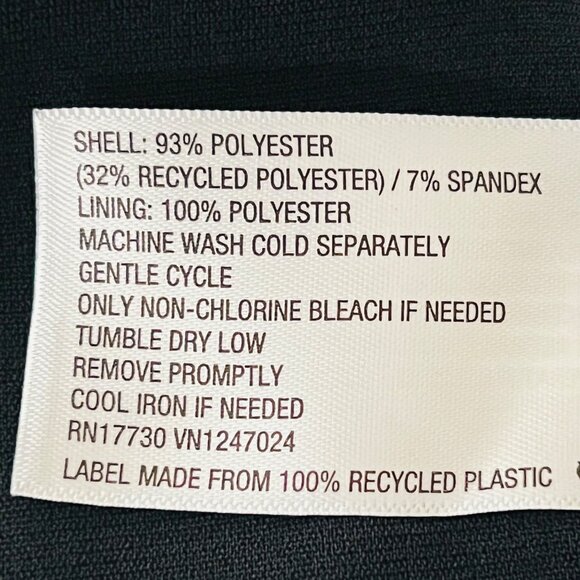 SHELL: 93% POLYESTER
(32% RECYCLED POLYESTER) / 7% SPANDEX
LINING: 100% POLYESTER
MACHINE WASH COLD SEPARATELY
GENTLE CYCLE
ONLY NON-CHLORINE BLEACH IF NEEDED
TUMBLE DRY LOW
REMOVE PROMPTLY
COOL IRON IF NEEDED
RN17730 VN1247024
LABEL MADE FROM 100% RECYCLED PLASTIC